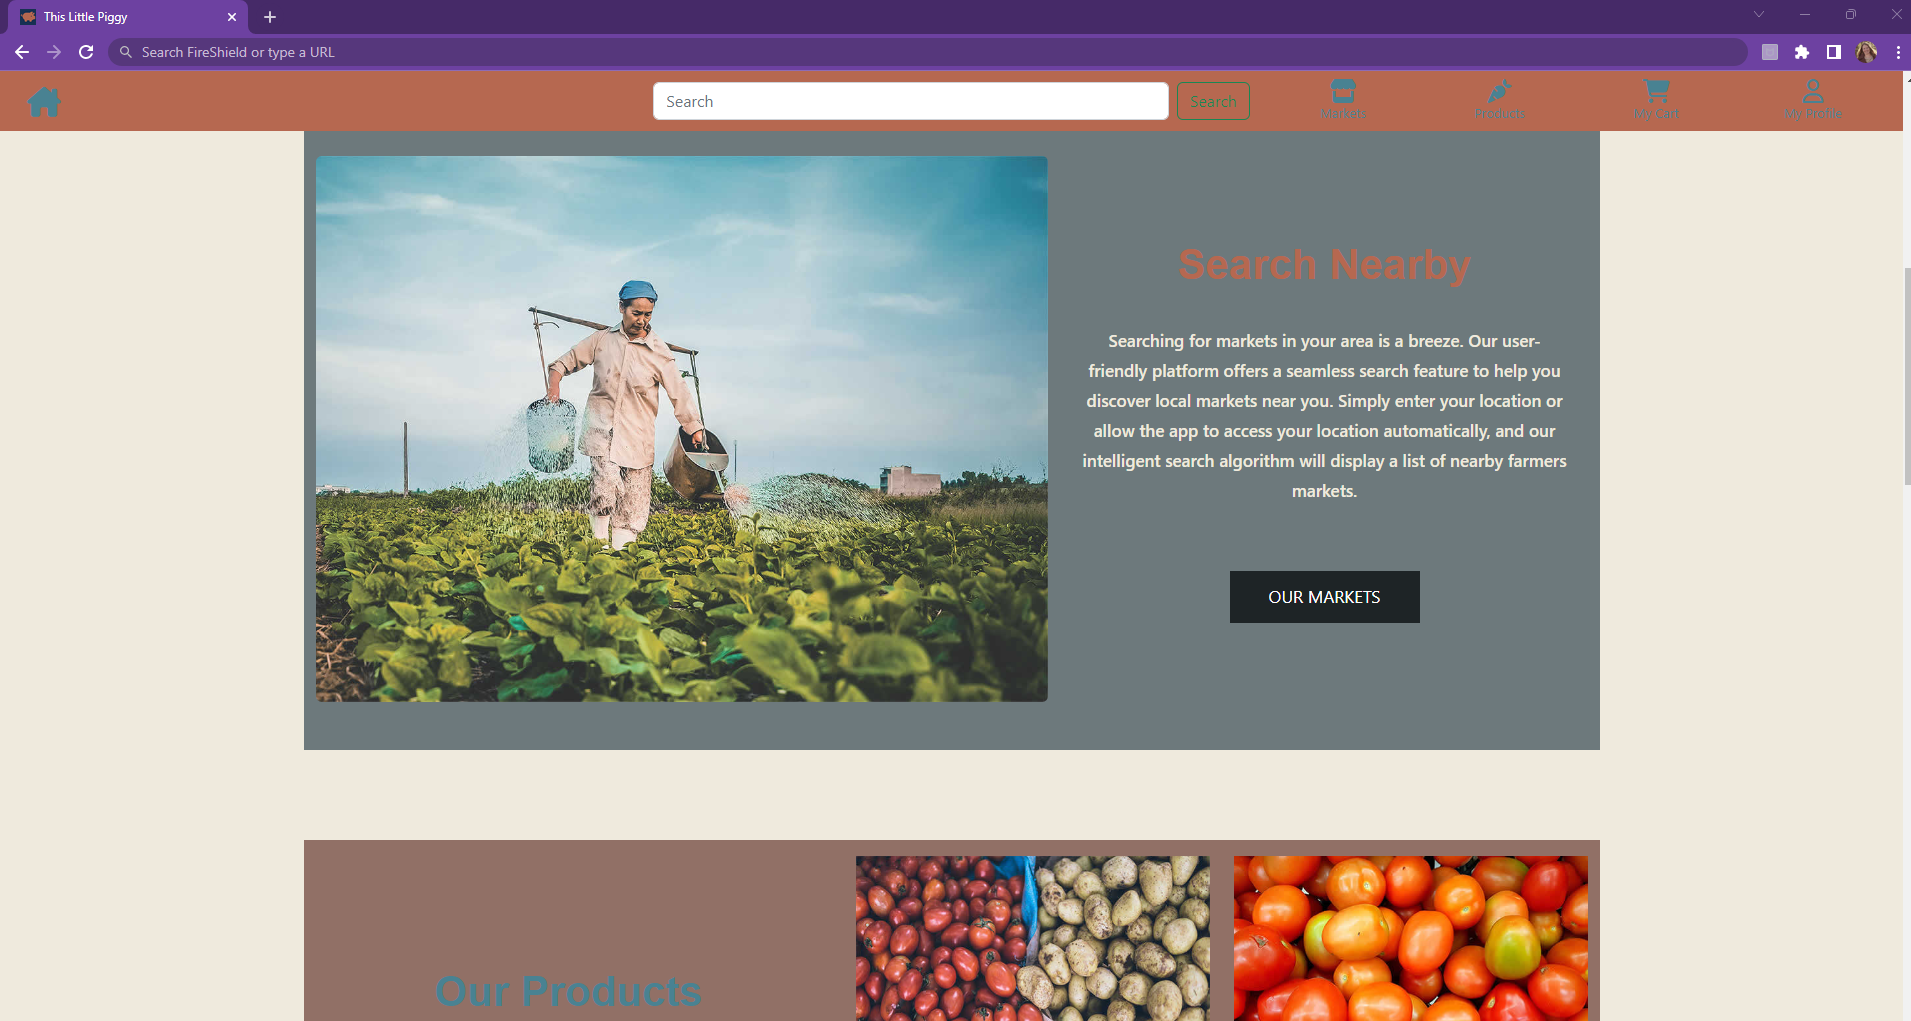 This Little Piggy
Search FireShield or type a URL
Search
Search
Markets
Products
My Cart
My Profile
Search Nearby
Searching for markets in your area is a breeze. Our user-
friendly platform offers a seamless search feature to help you
discover local markets near you. Simply enter your location or
allow the app to access your location automatically, and our
intelligent search algorithm will display a list of nearby farmers
markets.
OUR MARKETS
Our Products